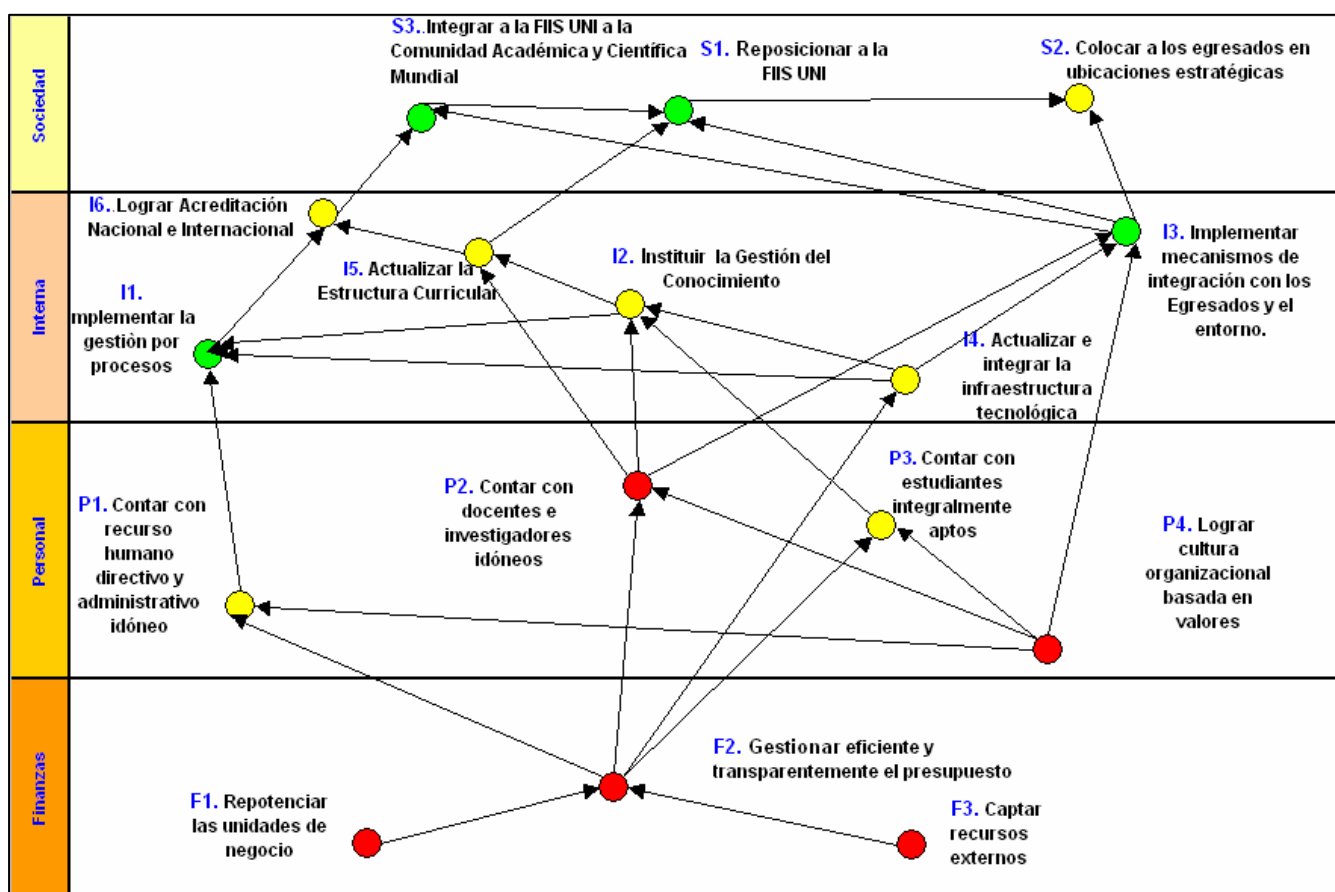 Sociedad
S3.. Integrar a la FIIS UNI a la
Comunidad Académica y Científica
Mundial
S1. Reposicionar a la
FIIS UNI
S2. Colocar a los egresados en
ubicaciones estratégicas
Interna
I6.. Lograr Acreditación
Nacional e Internacional
I5. Actualizar la
Estructura Curricular
I2. Instituir la Gestión del
Conocimiento
I3. Implementar
mecanismos de
integración con los
Egresados y el
entorno.
I1.
mplementar la
gestión por
procesos
I4. Actualizar e
integrar la
infraestructura
tecnológica
Personal
P1. Contar con
recurso
humano
directivo y
administrativo
idóneo
P2. Contar con
docentes e
investigadores
idóneos
P3. Contar con
estudiantes
integralmente
aptos
P4. Lograr
cultura
organizacional
basada en
valores
Finanzas
F1. Repotenciar
las unidades de
negocio
F2. Gestionar eficiente y
transparentemente el presupuesto
F3. Captar
recursos
externos